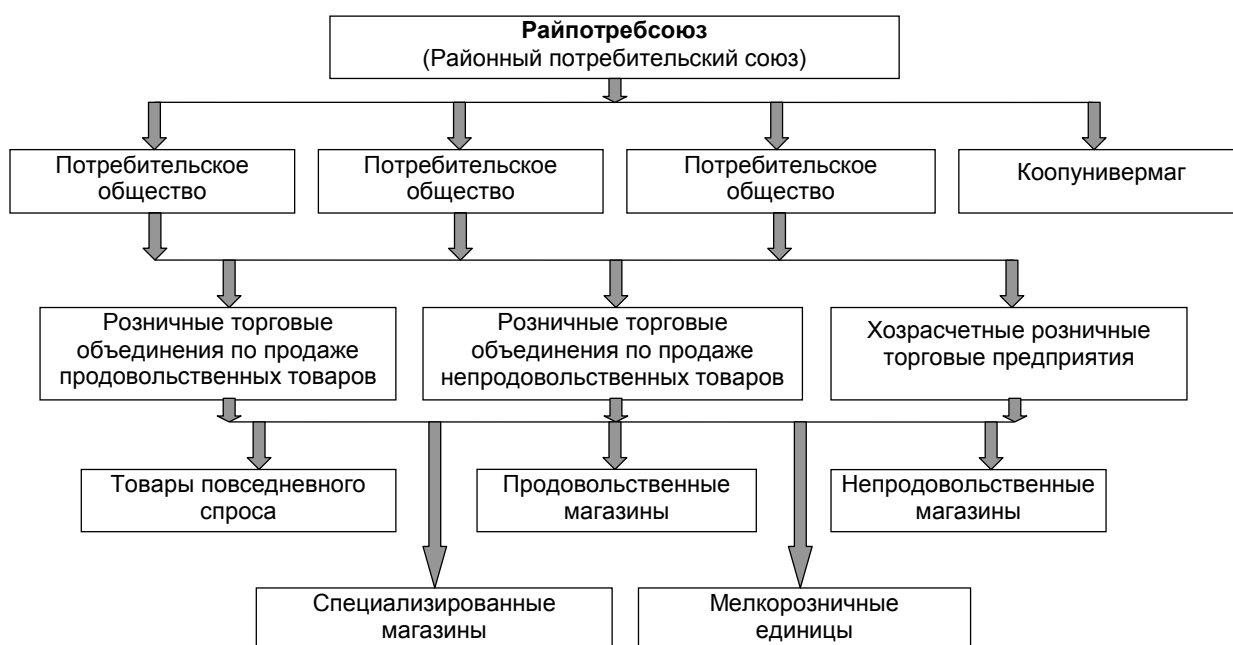 Райпотребсоюз
(Районный потребительский союз)
Потребительское
общество
Потребительское
общество
Потребительское
общество
Коопунивермаг
Розничные торговые
объединения по продаже
продовольственных товаров
Розничные торговые
объединения по продаже
непродовольственных товаров
Хозрасчетные розничные
торговые предприятия
Товары повседневного
спроса
Продовольственные
магазины
Непродовольственные
магазины
Специализированные
магазины
Мелкорозничные
единицы